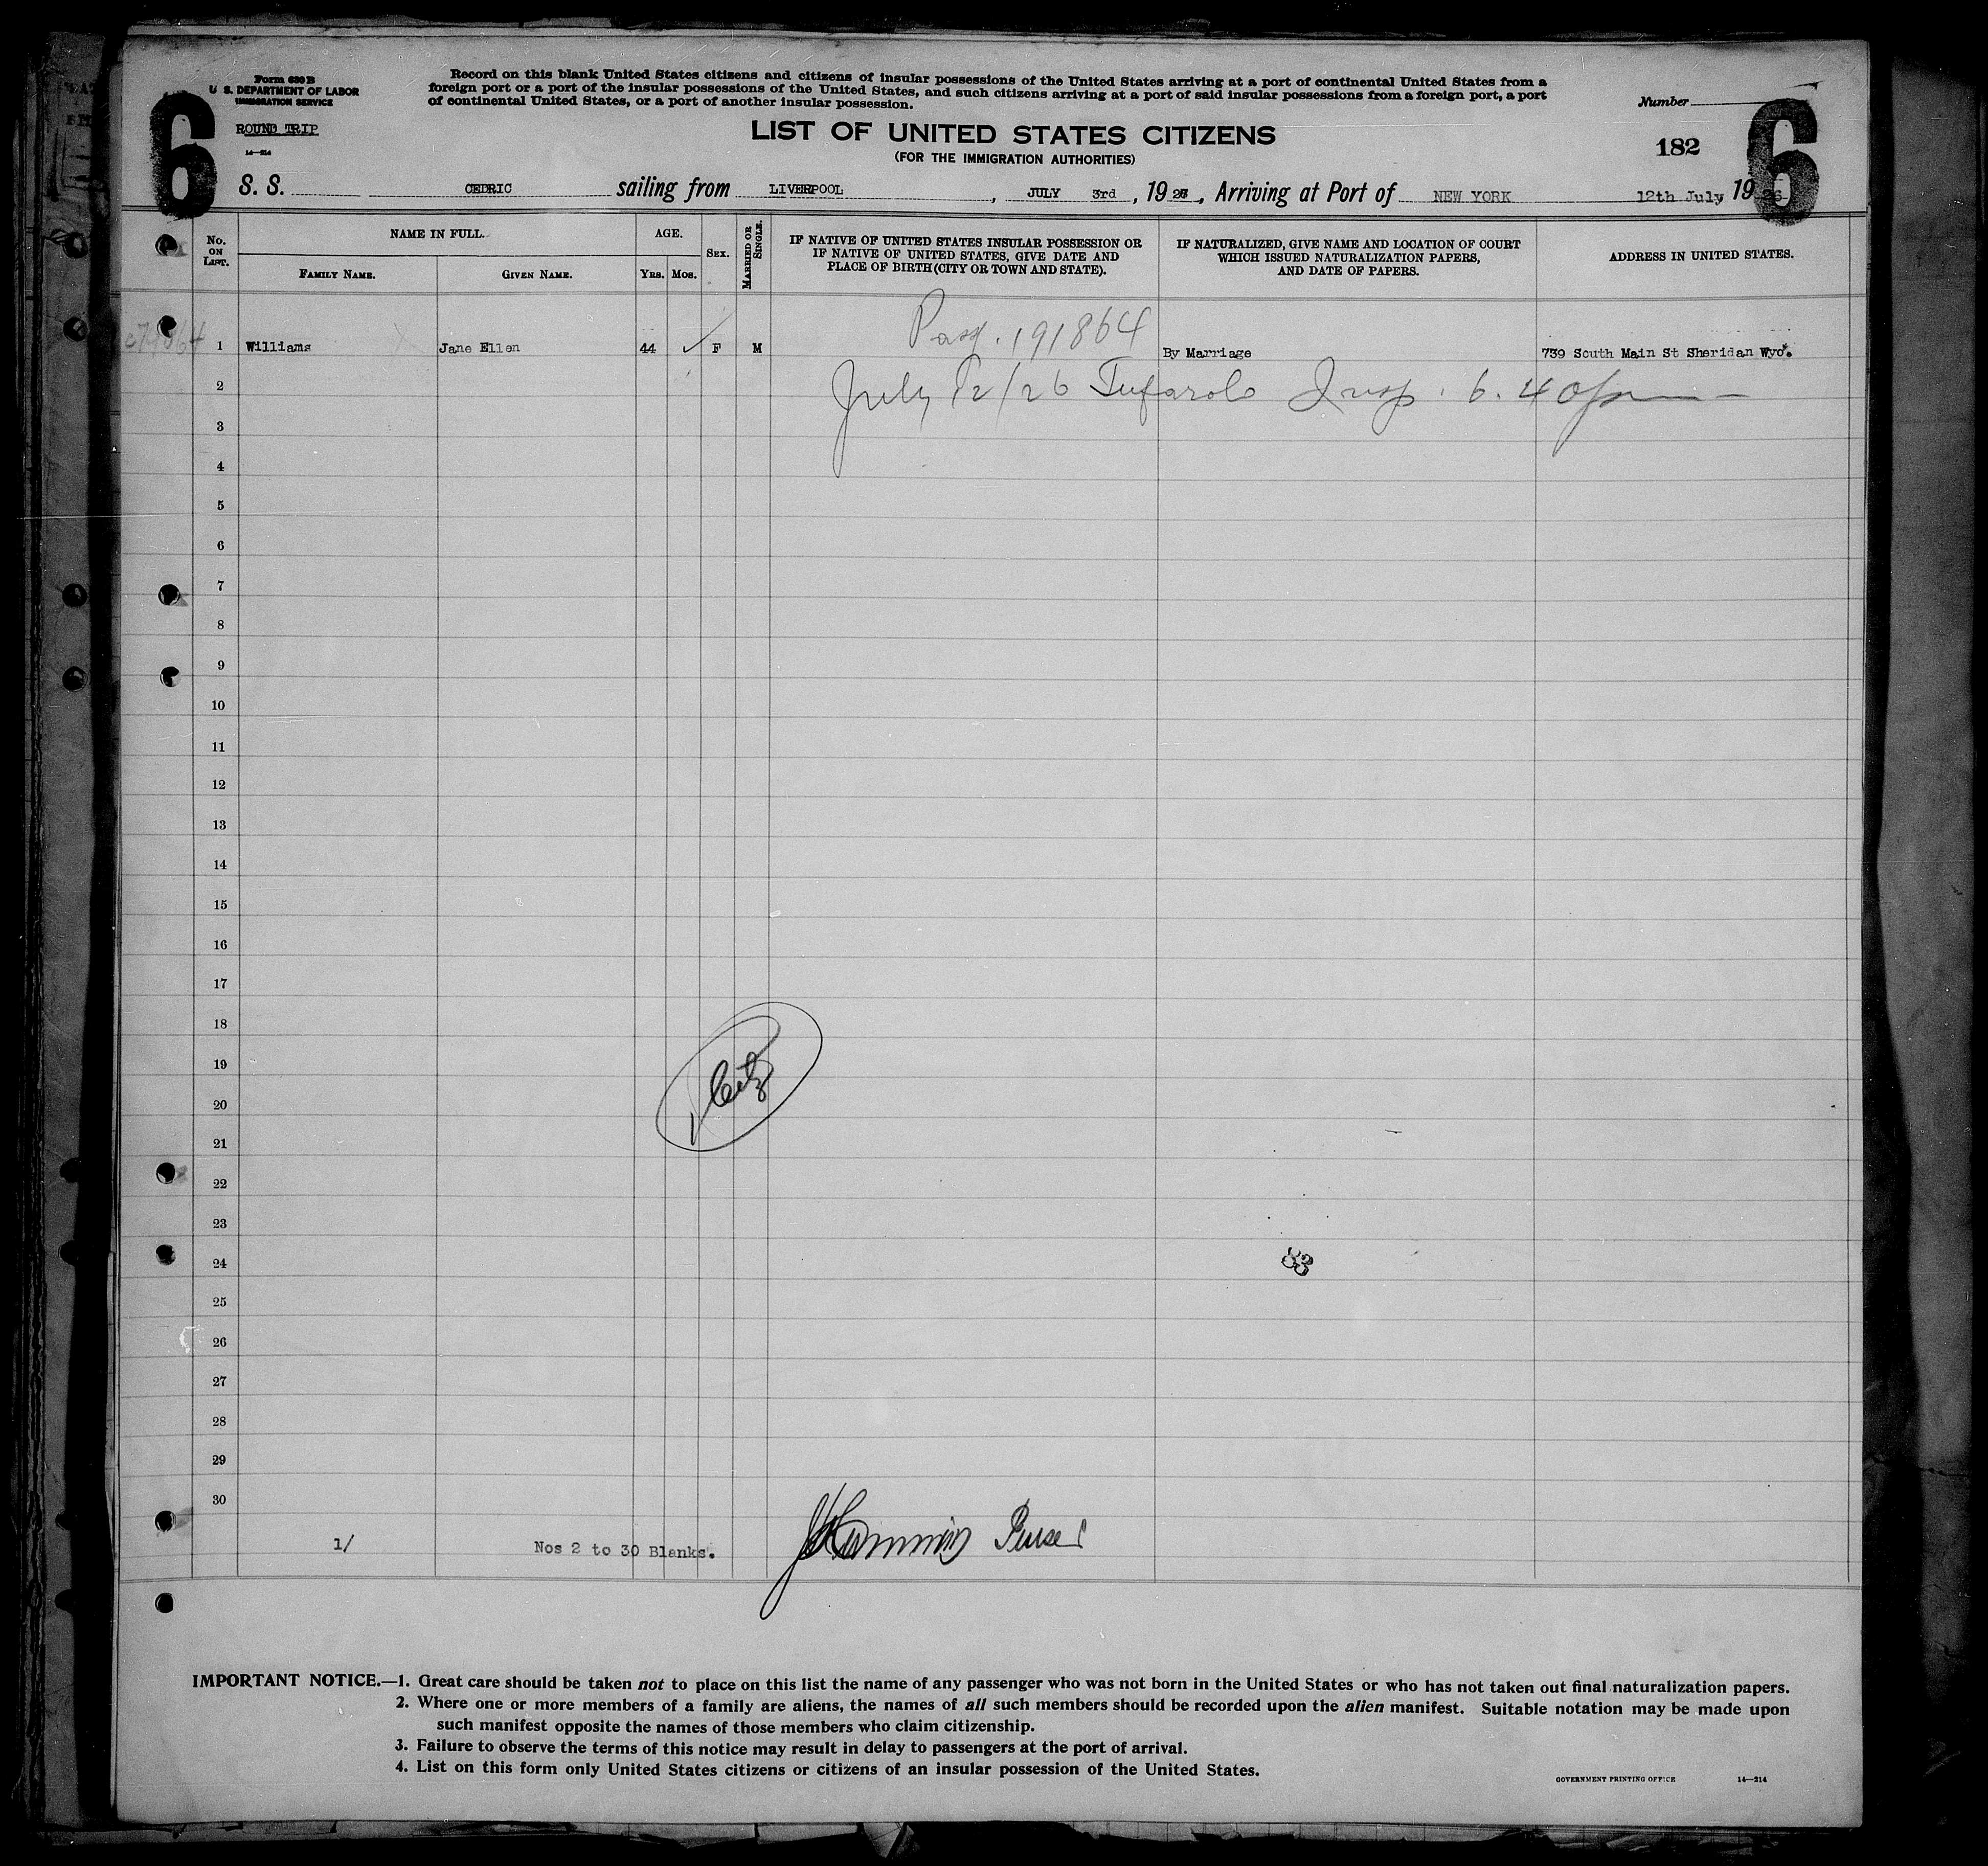 Form 630 B
U. S. DEPARTMENT OF LABOR
IMMIGRATION SERVICE
ROUND TRIP
14—214
6
Record on this blank United States citizens and citizens of insular possessions of the United States arriving at a port of continental United States from a
foreign port or a port of the insular possessions of the United States, and such citizens arriving at a port of said insular possessions from a foreign port, a port
of continental United States, or a port of another insular possession.
Number
6
LIST OF UNITED STATES CITIZENS
(FOR THE IMMIGRATION AUTHORITIES)
182
S. S. CEDRIC sailing from LIVERPOOL, JULY 3rd, 1926, Arriving at Port of NEW YORK 12th July, 1926
No. ON LIST. NAME IN FULL. AGE. SEX. MARRIED OR SINGLE. IF NATIVE OF UNITED STATES INSULAR POSSESSION OR IF NATIVE OF UNITED STATES, GIVE DATE AND PLACE OF BIRTH (CITY OR TOWN AND STATE). IF NATURALIZED, GIVE NAME AND LOCATION OF COURT WHICH ISSUED NATURALIZATION PAPERS, AND DATE OF PAPERS. ADDRESS IN UNITED STATES.
FAMILY NAME. GIVEN NAME. YRS. MOS.
Pass. 191864
1 Williams Jane Ellen 44 F M By Marriage 739 South Main St Sheridan Wyo.
2 July 12/26 Tufarolo Insp. 6.40 pm
3
4
5
6
7
8
9
10
11
12
13
14
15
16
17
18
19
20
21
22
23
24
25
26
27
28
29
30
Citz
83
1/ Nos 2 to 30 Blanks. Purser
IMPORTANT NOTICE.—1. Great care should be taken not to place on this list the name of any passenger who was not born in the United States or who has not taken out final naturalization papers.
2. Where one or more members of a family are aliens, the names of all such members should be recorded upon the alien manifest. Suitable notation may be made upon
such manifest opposite the names of those members who claim citizenship.
3. Failure to observe the terms of this notice may result in delay to passengers at the port of arrival.
4. List on this form only United States citizens or citizens of an insular possession of the United States.
GOVERNMENT PRINTING OFFICE 14—214